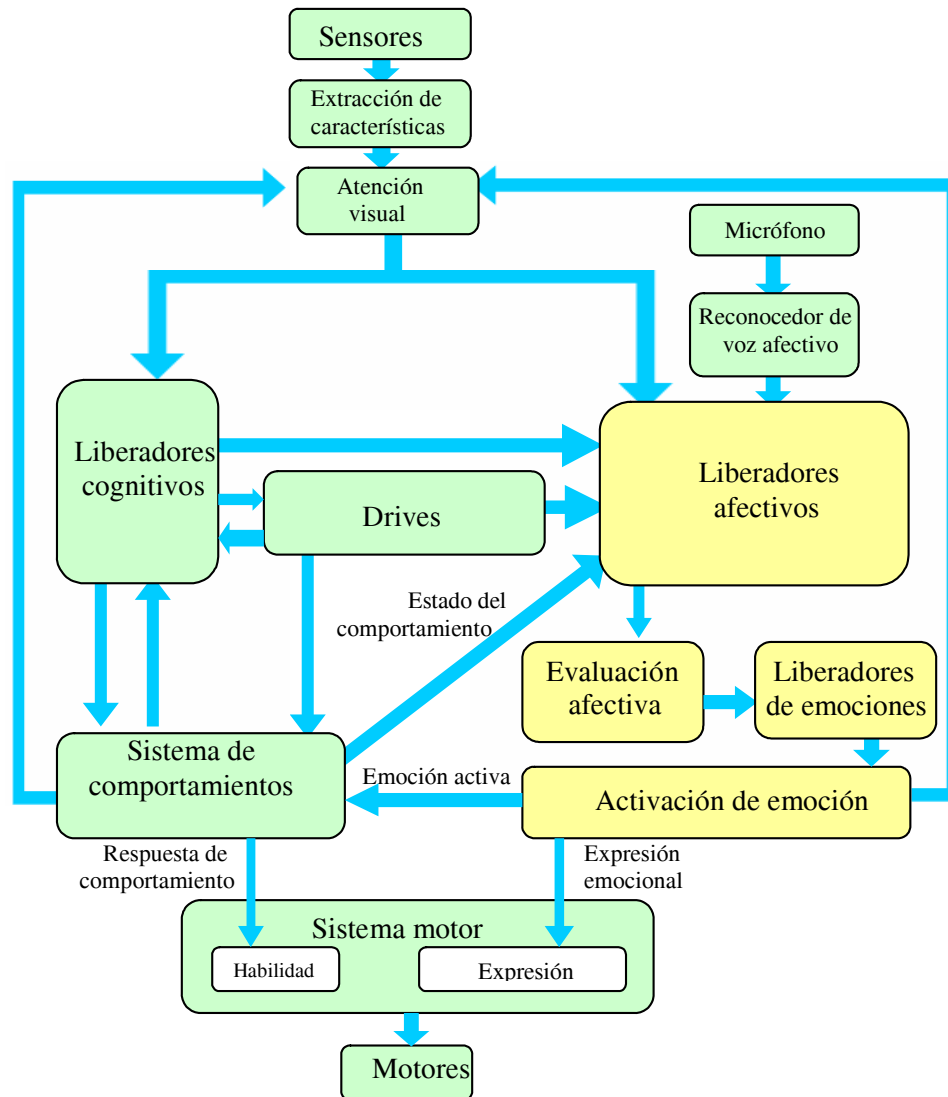 Sensores
Extracción de
características
Atención
visual
Micrófono
Reconocedor de
voz afectivo
Liberadores
cognitivos
Drives
Liberadores
afectivos
Estado del
comportamiento
Evaluación
afectiva
Liberadores
de emociones
Sistema de
comportamientos
Emoción activa
Activación de emoción
Respuesta de
comportamiento
Expresión
emocional
Sistema motor
Habilidad
Expresión
Motores